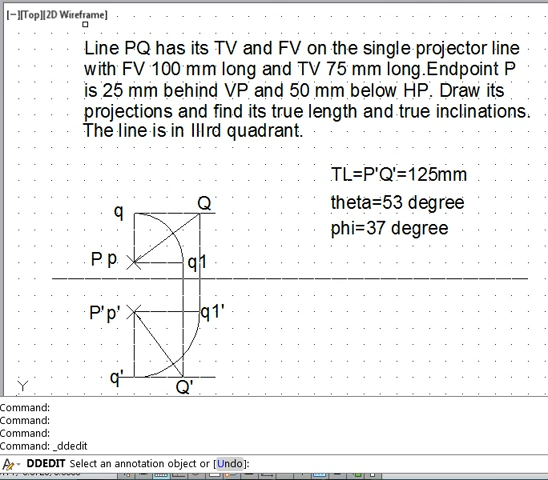 [−][Top][2D Wireframe]
Line PQ has its TV and FV on the single projector line
with FV 100 mm long and TV 75 mm long.Endpoint P
is 25 mm behind VP and 50 mm below HP. Draw its
projections and find its true length and true inclinations.
The line is in IIIrd quadrant.
TL=P'Q'=125mm
theta=53 degree
phi=37 degree
q Q
P p q1
P'p' q1'
q' Q'
Y
Command:
Command:
Command:
Command: _ddedit
DDEDIT Select an annotation object or [Undo]: